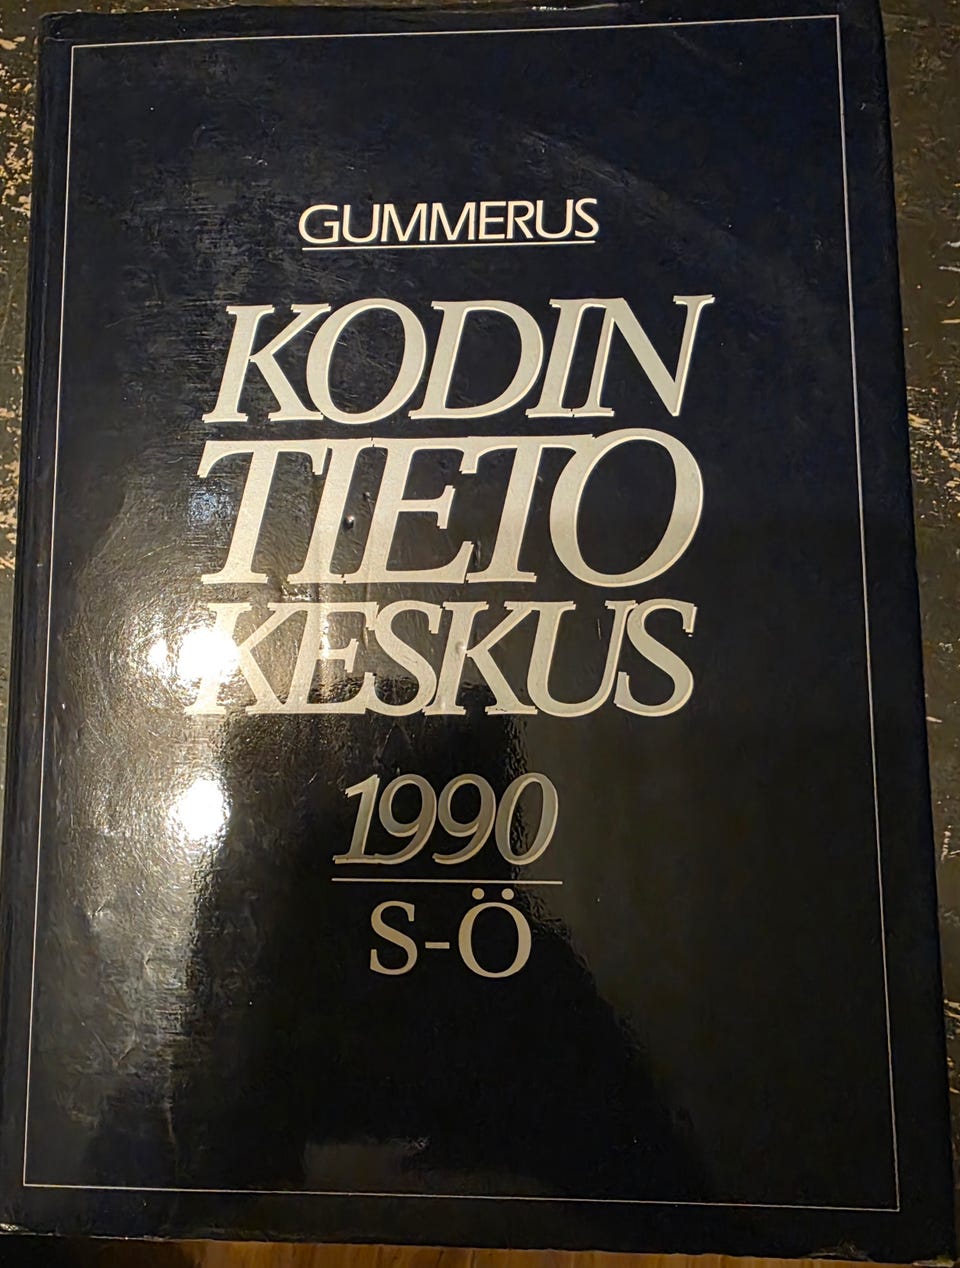 GUMMERUS
KODIN
TIETO
KESKUS
1990
S-Ö